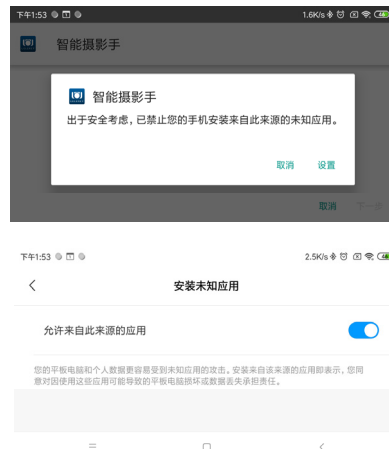 下午1:53
1.6K/s
智能摄影手
智能摄影手
出于安全考虑，已禁止您的手机安装来自此来源的未知应用。
取消 设置
取消 下一步
下午1:53
2.5K/s
安装未知应用
允许来自此来源的应用
您的平板电脑和个人数据更容易受到未知应用的攻击。安装来自该来源的应用即表示，您同
意对因使用这些应用可能导致的平板电脑损坏或数据丢失承担责任。